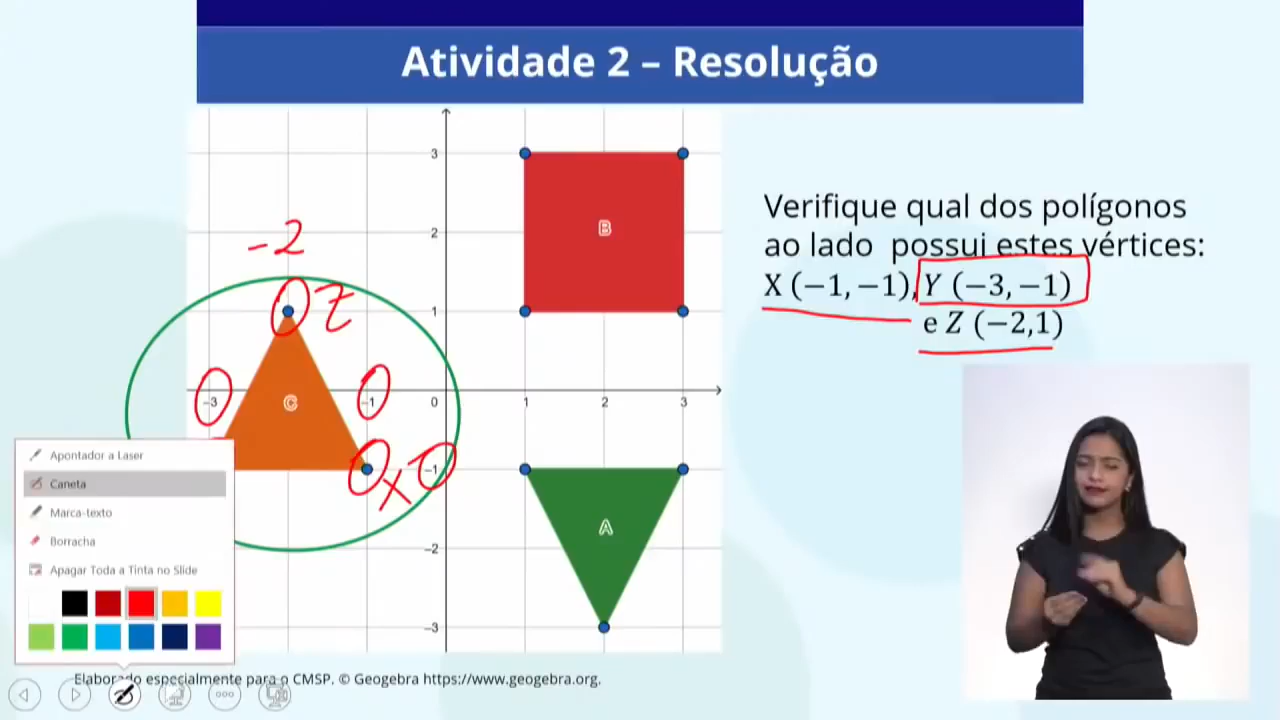 Atividade 2 – Resolução
Verifique qual dos polígonos
ao lado possui estes vértices:
X (−1, −1), Y (−3, −1)
e Z (−2,1)
3
B
2
-2
Z
1
−3
C
−1
0
1
2
3
−1
X
A
−2
−3
Apontador a Laser
Caneta
Marca-texto
Borracha
Apagar Toda a Tinta no Slide
Elaborado especialmente para o CMSP. © Geogebra https://www.geogebra.org.